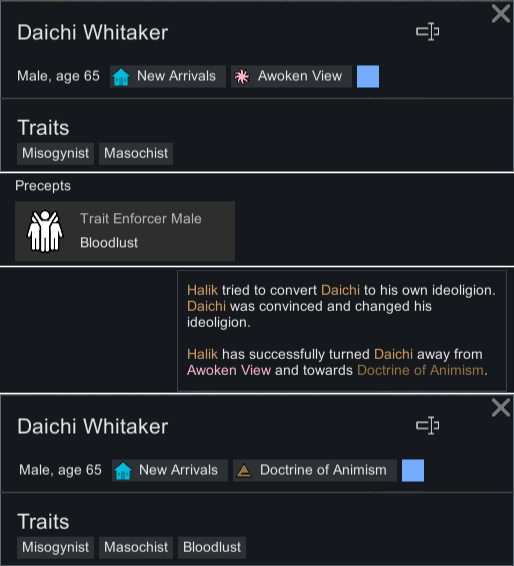 Daichi Whitaker
Male, age 65 New Arrivals Awoken View
Traits
Misogynist Masochist
Precepts
Trait Enforcer Male
Bloodlust
Halik tried to convert Daichi to his own ideoligion.
Daichi was convinced and changed his
ideoligion.
Halik has successfully turned Daichi away from
Awoken View and towards Doctrine of Animism.
Daichi Whitaker
Male, age 65 New Arrivals Doctrine of Animism
Traits
Misogynist Masochist Bloodlust